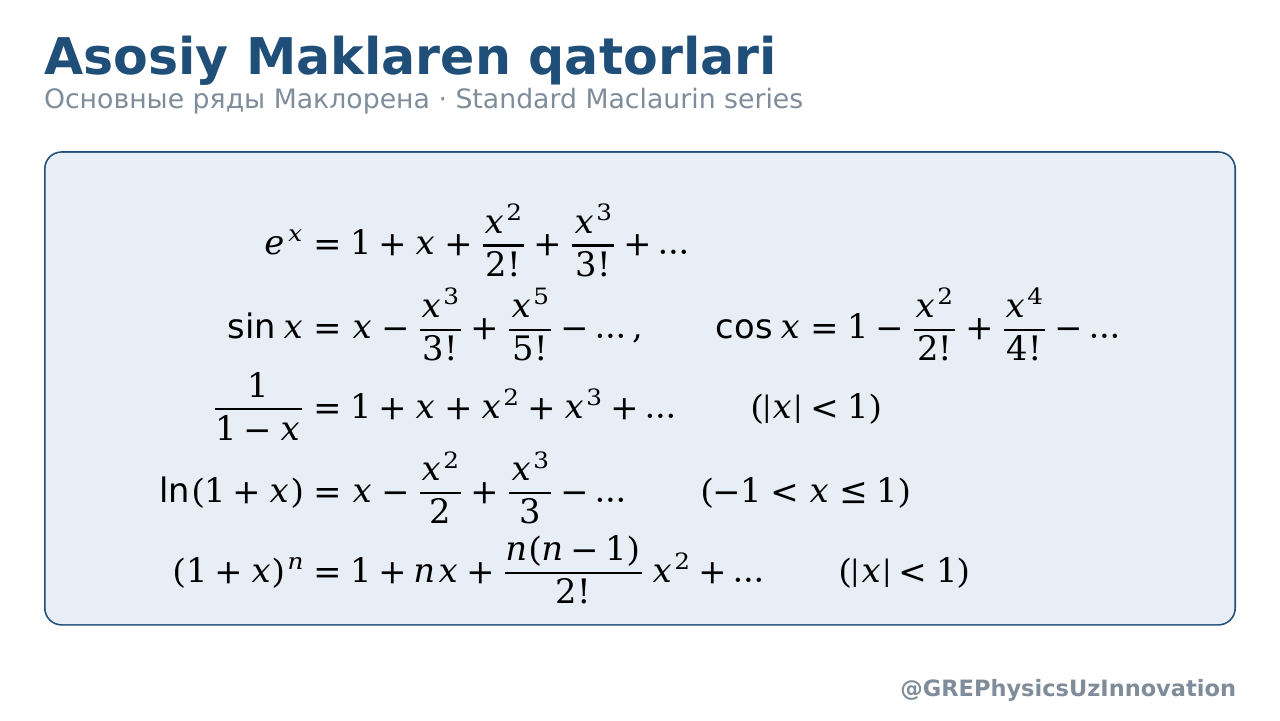 Asosiy Maklaren qatorlari
Основные ряды Маклорена · Standard Maclaurin series
e^x = 1 + x + x^2/2! + x^3/3! + ...
sin x = x − x^3/3! + x^5/5! − ... ,   cos x = 1 − x^2/2! + x^4/4! − ...
1/(1 − x) = 1 + x + x^2 + x^3 + ...   (|x| < 1)
ln(1 + x) = x − x^2/2 + x^3/3 − ...   (−1 < x ≤ 1)
(1 + x)^n = 1 + nx + n(n − 1)/2! x^2 + ...   (|x| < 1)
@GREPhysicsUzInnovation